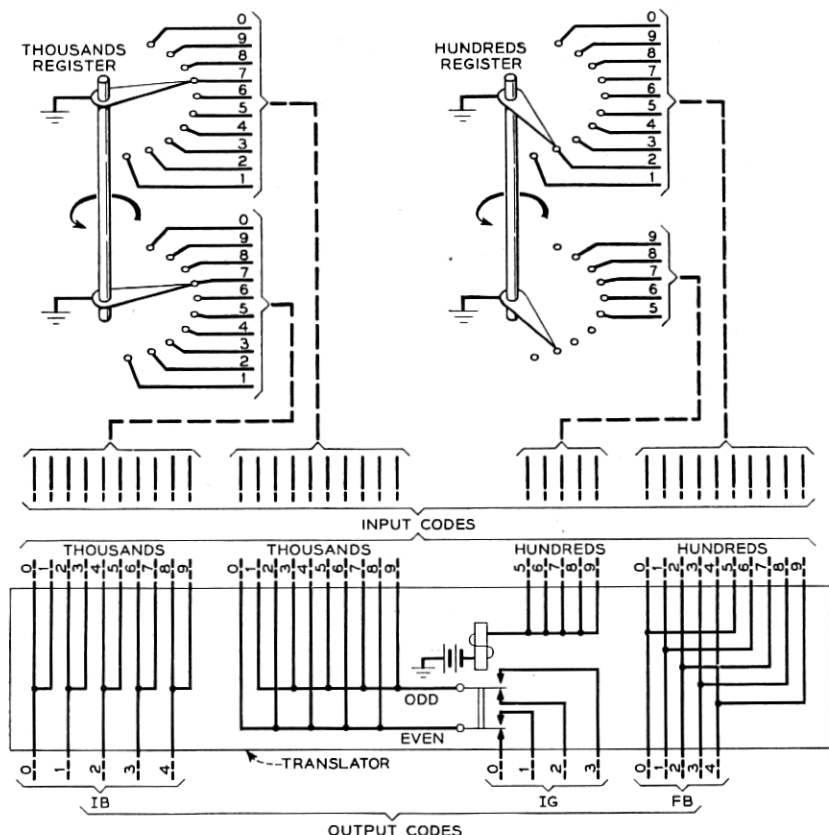 THOUSANDS
REGISTER
0
9
8
7
6
5
4
3
2
1
0
9
8
7
6
5
4
3
2
1
HUNDREDS
REGISTER
0
9
8
7
6
5
4
3
2
1
9
8
7
6
5
INPUT CODES
THOUSANDS THOUSANDS HUNDREDS HUNDREDS
0 1 2 3 4 5 6 7 8 9 0 1 2 3 4 5 6 7 8 9 5 6 7 8 9 0 1 2 3 4 5 6 7 8 9
ODD
EVEN
TRANSLATOR
0 1 2 3 4 0 1 2 3 0 1 2 3 4
IB IG FB
OUTPUT CODES